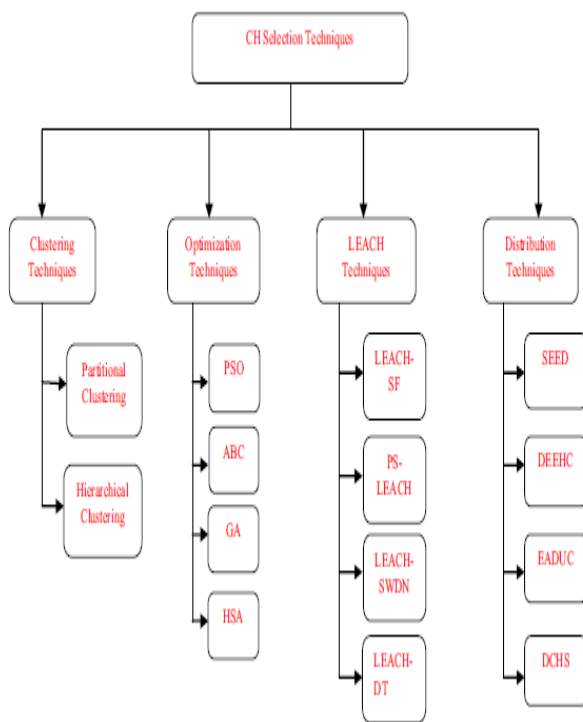 CH Selection Techniques
Clustering
Techniques
Optimization
Techniques
LEACH
Techniques
Distribution
Techniques
Partitional
Clustering
Hierarchical
Clustering
PSO
ABC
GA
HSA
LEACH-
SF
PS-
LEACH
LEACH-
SWDN
LEACH-
DT
SEED
DEEHC
EADUC
DCHS